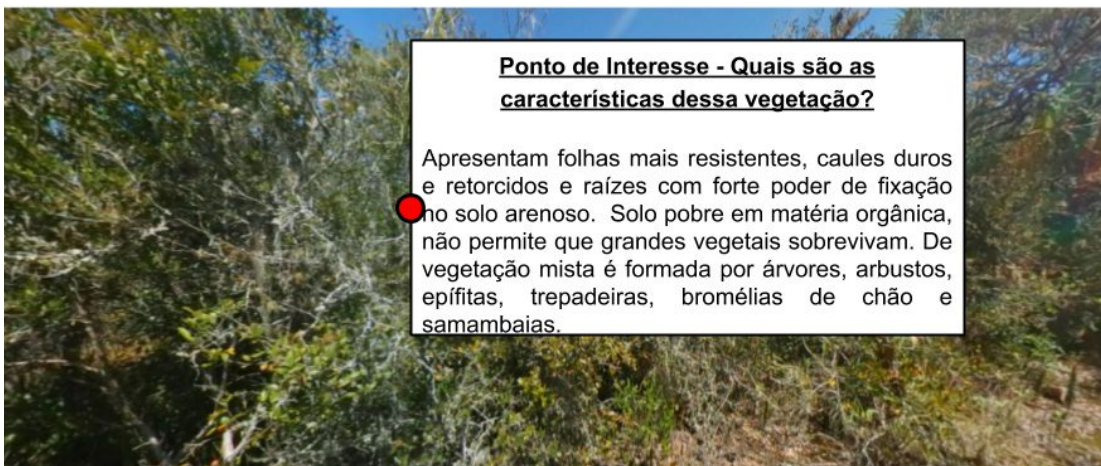 Ponto de Interesse - Quais são as
características dessa vegetação?
Apresentam folhas mais resistentes, caules duros
e retorcidos e raízes com forte poder de fixação
no solo arenoso. Solo pobre em matéria orgânica,
não permite que grandes vegetais sobrevivam. De
vegetação mista é formada por árvores, arbustos,
epífitas, trepadeiras, bromélias de chão e
samambaias.